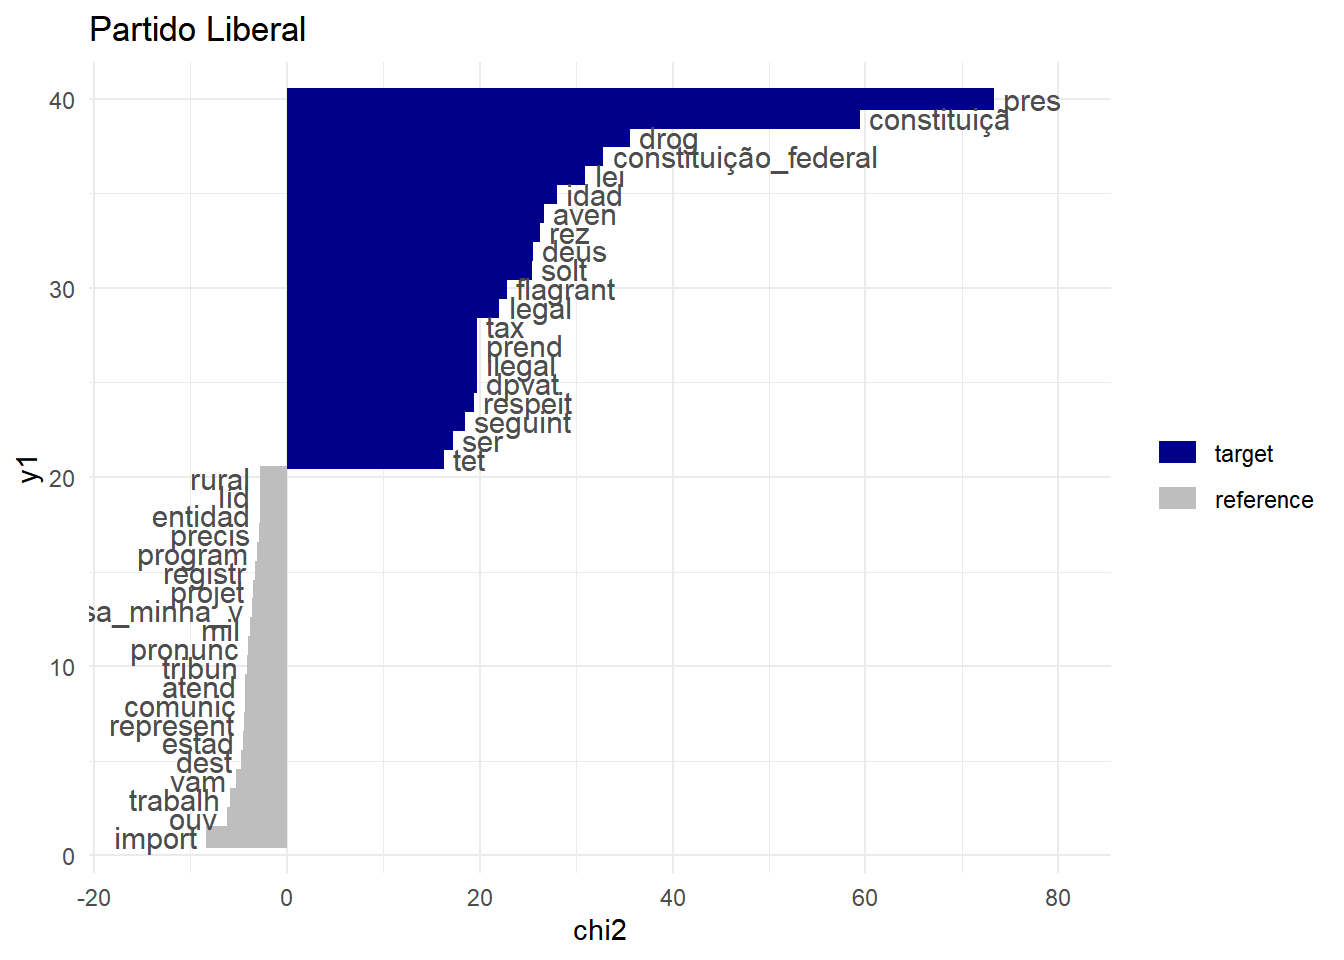 Partido Liberal
40
30
20
10
0
y1
pres
constituiçã
drog
constituição_federal
lei
idad
aven
rez
deus
solt
flagrant
legal
tax
prend
ilegal
dpvat
respeit
seguint
ser
tet
rural
lid
entidad
precis
program
registr
projet
sa_minha_v
mil
pronunc
tribun
atend
comunic
represent
estad
dest
vam
trabalh
ouv
import
-20 0 20 40 60 80
chi2
target
reference